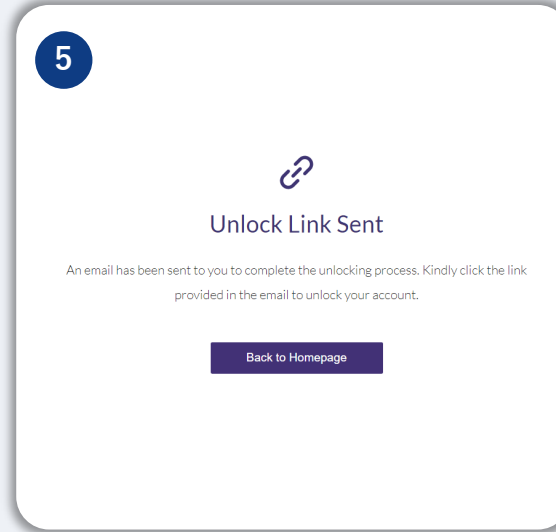 5
Unlock Link Sent
An email has been sent to you to complete the unlocking process. Kindly click the link
provided in the email to unlock your account.
Back to Homepage